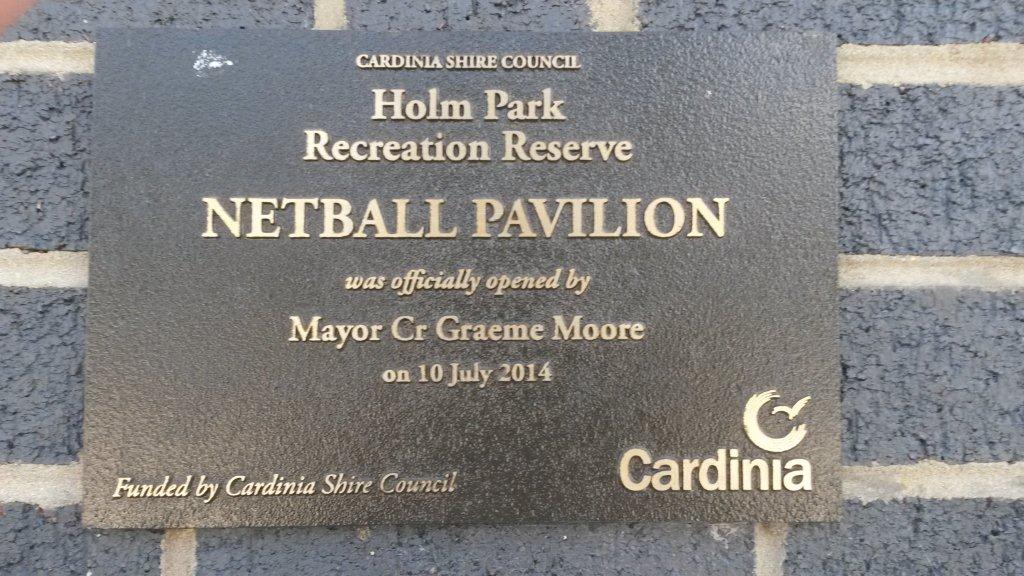 CARDINIA SHIRE COUNCIL
Holm Park
Recreation Reserve
NETBALL PAVILION
was officially opened by
Mayor Cr Graeme Moore
on 10 July 2014
Funded by Cardinia Shire Council
Cardinia